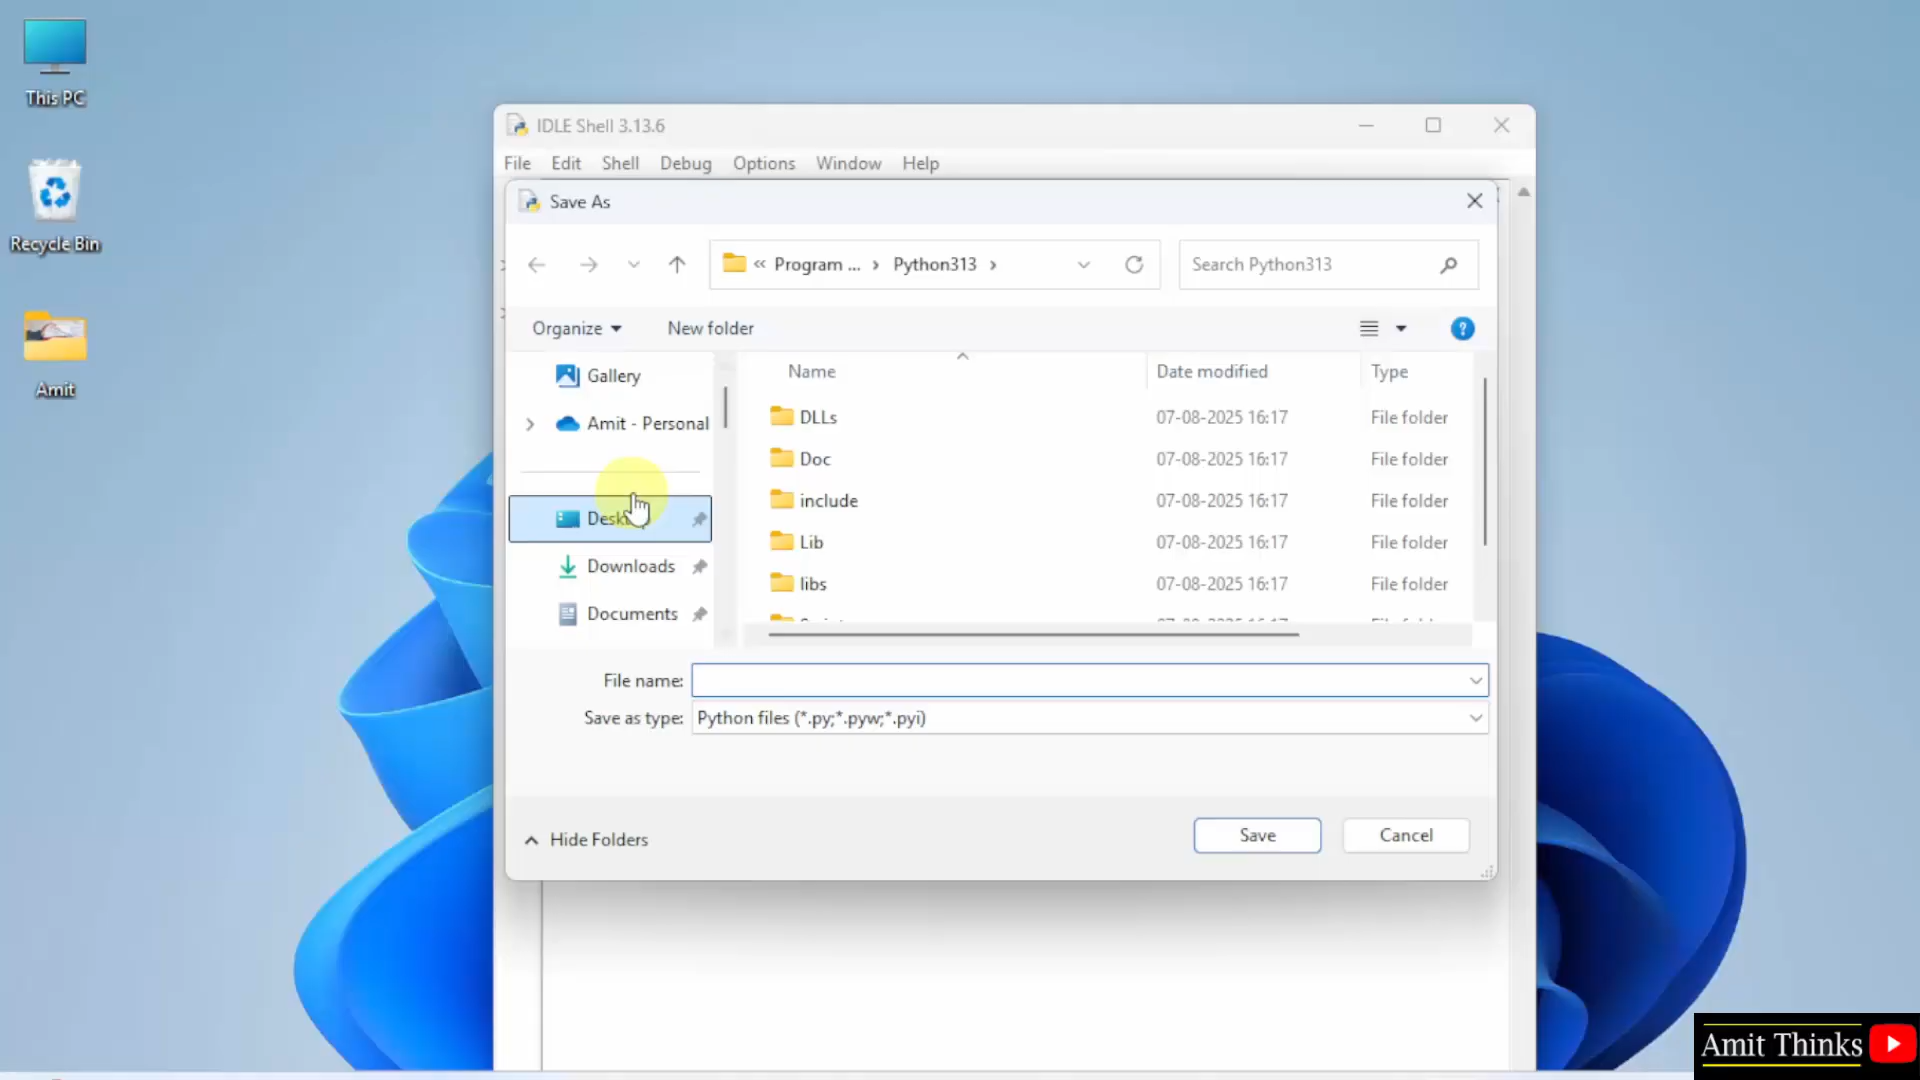 This PC
Recycle Bin
Amit
IDLE Shell 3.13.6
File Edit Shell Debug Options Window Help
Save As
« Program ... › Python313 ›
Search Python313
Organize
New folder
Gallery
Amit - Personal
Downloads
Documents
Name Date modified Type
DLLs 07-08-2025 16:17 File folder
Doc 07-08-2025 16:17 File folder
include 07-08-2025 16:17 File folder
Lib 07-08-2025 16:17 File folder
libs 07-08-2025 16:17 File folder
File name:
Save as type: Python files (*.py;*.pyw;*.pyi)
Hide Folders
Save
Cancel
Amit Thinks